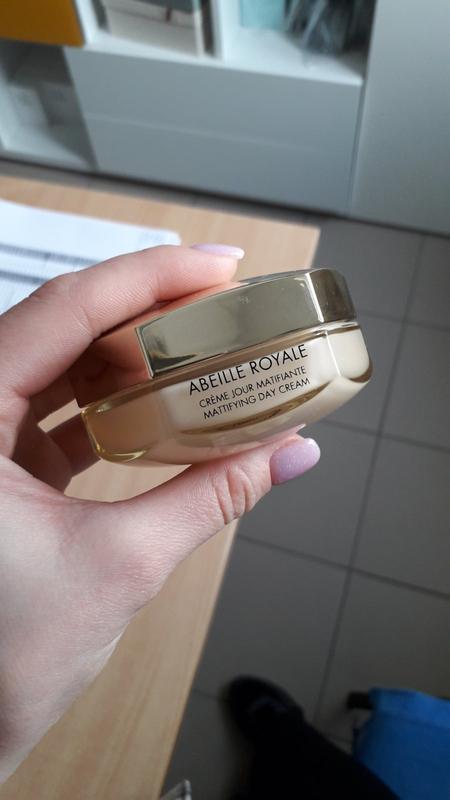 ABEILLE ROYALE
CRÈME JOUR MATIFIANTE
MATTIFYING DAY CREAM